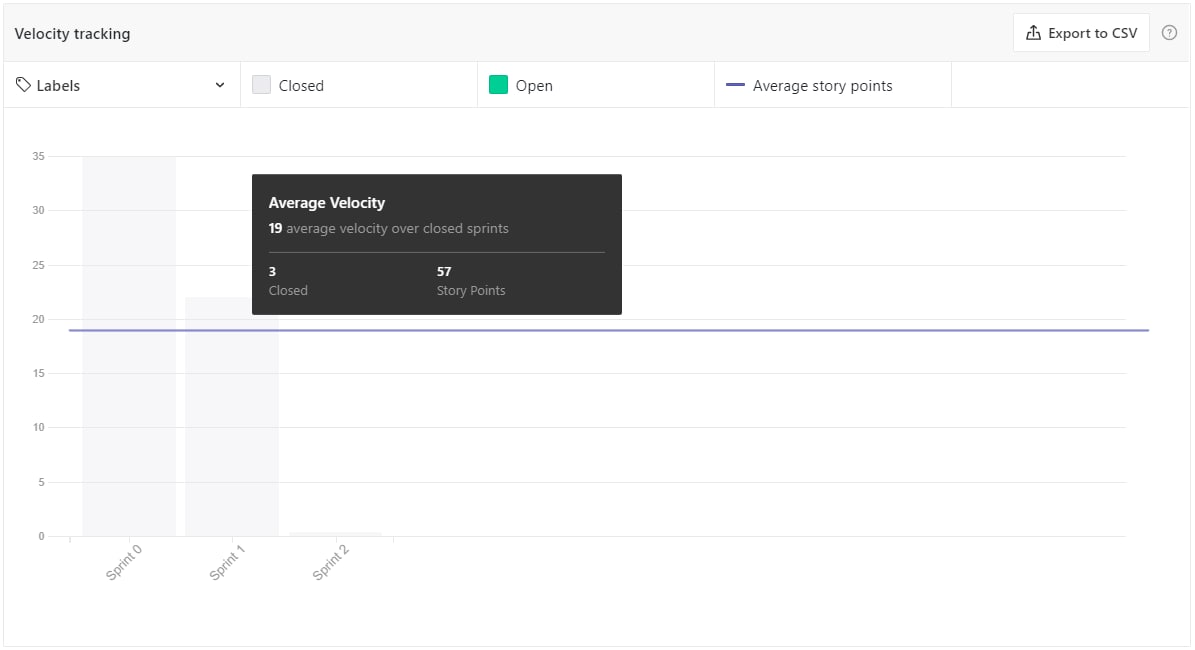 Velocity tracking
Export to CSV
?
Labels
Closed
Open
Average story points
35
30
25
20
15
10
5
0
Average Velocity
19 average velocity over closed sprints
3 57
Closed Story Points
Sprint 0
Sprint 1
Sprint 2